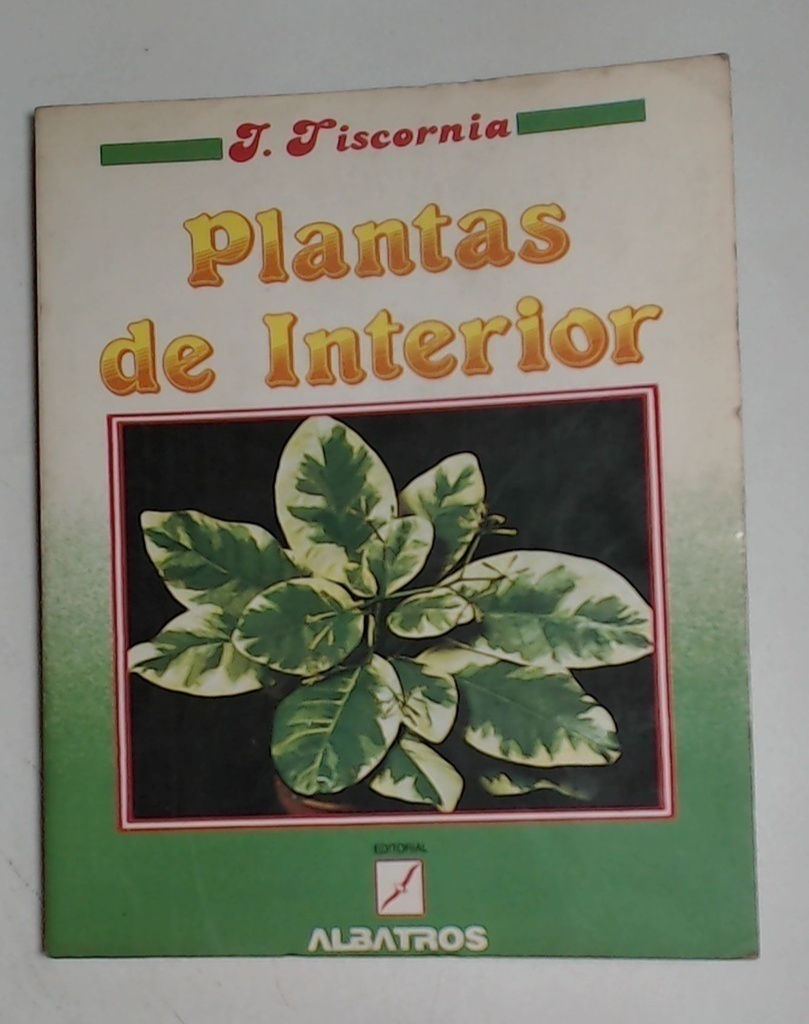 J. Tiscornia
Plantas
de Interior
EDITORIAL
ALBATROS